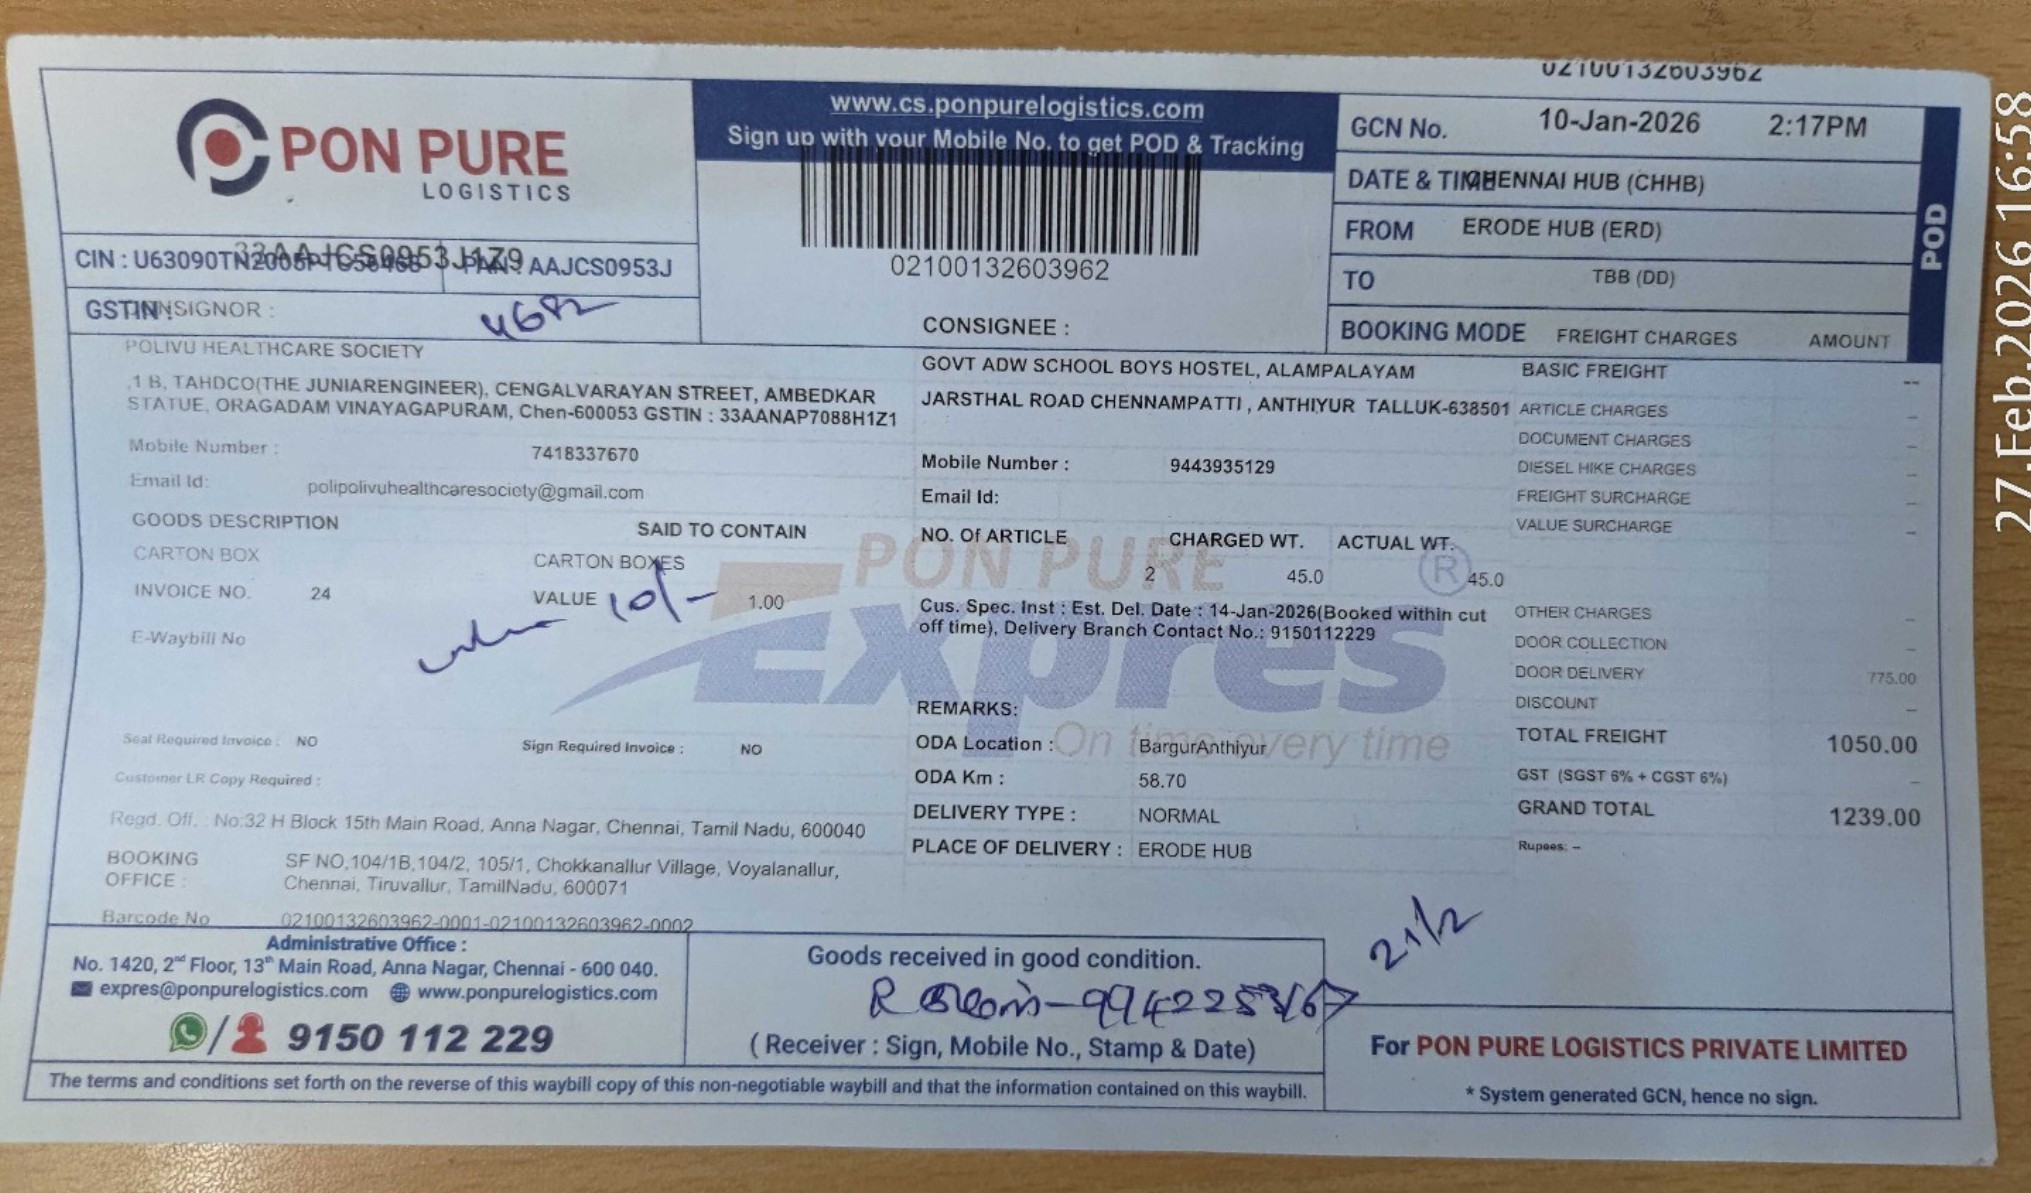 02100132603962
PON PURE
LOGISTICS
www.cs.ponpurelogistics.com
Sign up with your Mobile No. to get POD & Tracking
02100132603962
GCN No. 10-Jan-2026 2:17PM
DATE & TIME CHENNAI HUB (CHHB)
FROM ERODE HUB (ERD)
TO TBB (DD)
BOOKING MODE FREIGHT CHARGES AMOUNT
POD
33AAJCS0953J1Z9
CIN : PAN : AAJCS0953J
GSTIN : CONSIGNOR :
4682
POLIVU HEALTHCARE SOCIETY
1 B, TAHDCO(THE JUNIARENGINEER), CENGALVARAYAN STREET, AMBEDKAR
STATUE, ORAGADAM VINAYAGAPURAM, Chen-600053 GSTIN : 33AANAP7088H1Z1
Mobile Number : 7418337670
Email Id: polipolivuhealthcaresociety@gmail.com
GOODS DESCRIPTION SAID TO CONTAIN
CARTON BOX CARTON BOXES
INVOICE NO. 24 VALUE 1.00
10/-
E-Waybill No
Seal Required Invoice : NO Sign Required Invoice : NO
Customer LR Copy Required :
Regd. Off. : No:32 H Block 15th Main Road, Anna Nagar, Chennai, Tamil Nadu, 600040
BOOKING OFFICE : SF NO,104/1B,104/2, 105/1, Chokkanallur Village, Voyalanallur,
Chennai, Tiruvallur, TamilNadu, 600071
Barcode No 02100132603962-0001-02100132603962-0002
CONSIGNEE :
GOVT ADW SCHOOL BOYS HOSTEL, ALAMPALAYAM
JARSTHAL ROAD CHENNAMPATTI , ANTHIYUR TALLUK-638501
Mobile Number : 9443935129
Email Id:
NO. Of ARTICLE CHARGED WT. ACTUAL WT.
2 45.0 45.0
Cus. Spec. Inst : Est. Del. Date : 14-Jan-2026(Booked within cut
off time), Delivery Branch Contact No.: 9150112229
PON PURE ®
Expres
On time every time
REMARKS:
ODA Location : BargurAnthiyur
ODA Km : 58.70
DELIVERY TYPE : NORMAL
PLACE OF DELIVERY : ERODE HUB
BASIC FREIGHT --
ARTICLE CHARGES –
DOCUMENT CHARGES –
DIESEL HIKE CHARGES –
FREIGHT SURCHARGE –
VALUE SURCHARGE –
OTHER CHARGES –
DOOR COLLECTION –
DOOR DELIVERY 775.00
DISCOUNT –
TOTAL FREIGHT 1050.00
GST (SGST 6% + CGST 6%) –
GRAND TOTAL 1239.00
Rupees: –
Administrative Office :
No. 1420, 2nd Floor, 13th Main Road, Anna Nagar, Chennai - 600 040.
expres@ponpurelogistics.com www.ponpurelogistics.com
/ 9150 112 229
Goods received in good condition.
21/2
( Receiver : Sign, Mobile No., Stamp & Date)
For PON PURE LOGISTICS PRIVATE LIMITED
* System generated GCN, hence no sign.
The terms and conditions set forth on the reverse of this waybill copy of this non-negotiable waybill and that the information contained on this waybill.
27.Feb.2026 16:58